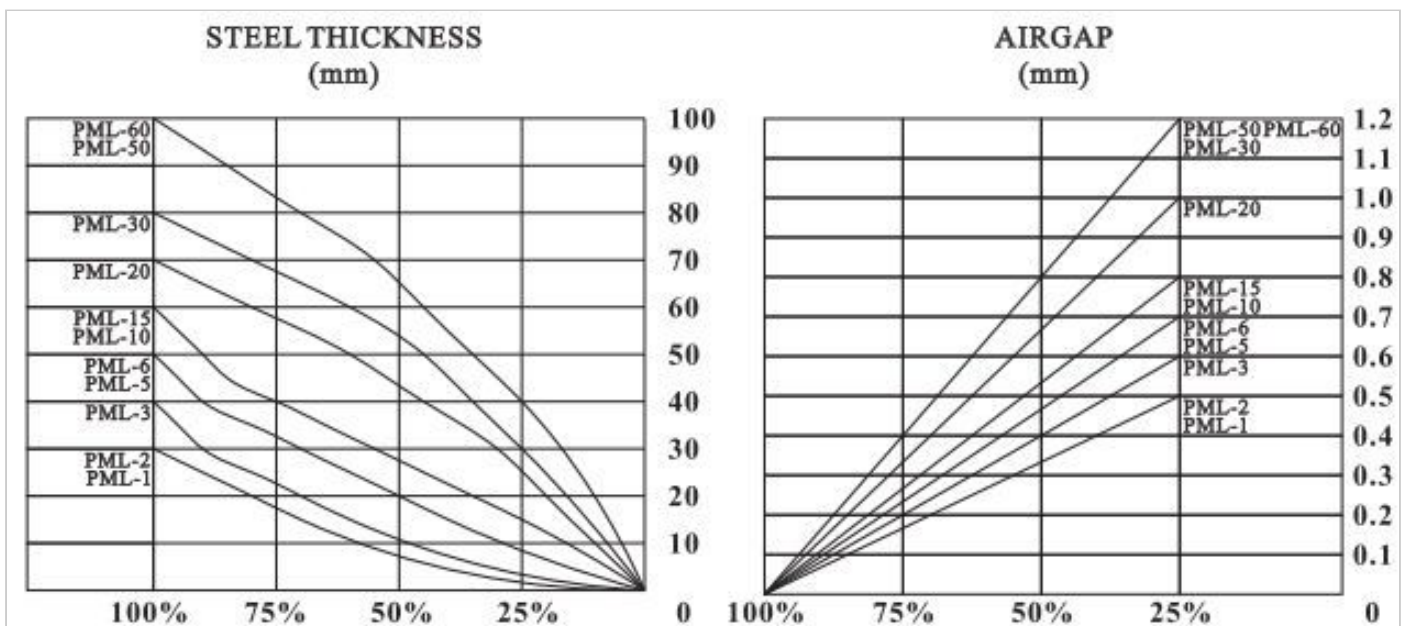 STEEL THICKNESS
(mm)
PML-60
PML-50
PML-30
PML-20
PML-15
PML-10
PML-6
PML-5
PML-3
PML-2
PML-1
100
90
80
70
60
50
40
30
20
10
100% 75% 50% 25% 0
AIRGAP
(mm)
PML-50 PML-60
PML-30
PML-20
PML-15
PML-10
PML-6
PML-5
PML-3
PML-2
PML-1
1.2
1.1
1.0
0.9
0.8
0.7
0.6
0.5
0.4
0.3
0.2
0.1
100% 75% 50% 25% 0